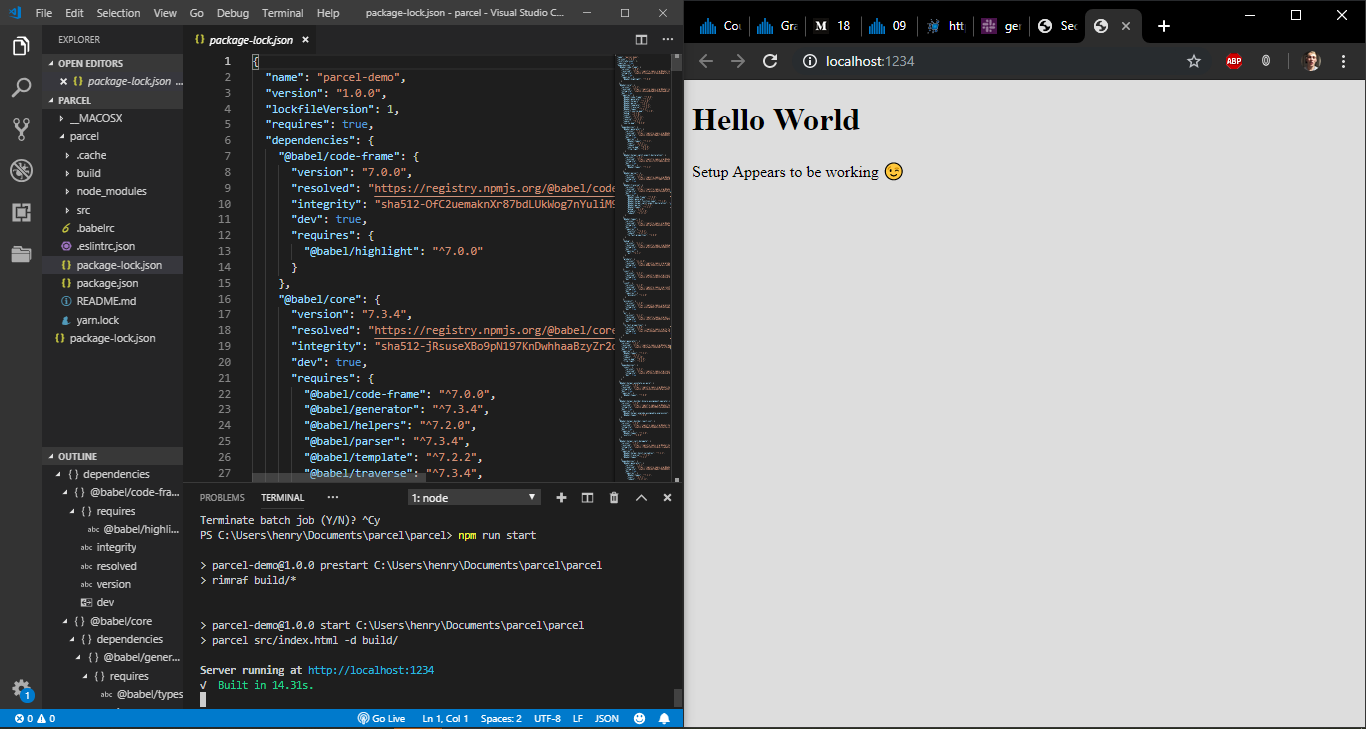 File Edit Selection View Go Debug Terminal Help package-lock.json - parcel - Visual Studio C...
EXPLORER
OPEN EDITORS
{} package-lock.json ...
PARCEL
__MACOSX
parcel
.cache
build
node_modules
src
.babelrc
.eslintrc.json
{} package-lock.json
{} package.json
README.md
yarn.lock
{} package-lock.json
OUTLINE
{} dependencies
{} @babel/code-fra...
{} requires
abc @babel/highli...
abc integrity
abc resolved
abc version
dev
{} @babel/core
{} dependencies
{} @babel/gener...
{} requires
abc @babel/types
{} package-lock.json
1 {
2 "name": "parcel-demo",
3 "version": "1.0.0",
4 "lockfileVersion": 1,
5 "requires": true,
6 "dependencies": {
7 "@babel/code-frame": {
8 "version": "7.0.0",
9 "resolved": "https://registry.npmjs.org/@babel/code
10 "integrity": "sha512-OfC2uemaknXr87bdLUkWog7nYuliM9
11 "dev": true,
12 "requires": {
13 "@babel/highlight": "^7.0.0"
14 }
15 },
16 "@babel/core": {
17 "version": "7.3.4",
18 "resolved": "https://registry.npmjs.org/@babel/core
19 "integrity": "sha512-jRsuseXBo9pN197KnDwhhaaBzyZr2o
20 "dev": true,
21 "requires": {
22 "@babel/code-frame": "^7.0.0",
23 "@babel/generator": "^7.3.4",
24 "@babel/helpers": "^7.2.0",
25 "@babel/parser": "^7.3.4",
26 "@babel/template": "^7.2.2",
27 "@babel/traverse": "^7.3.4",
PROBLEMS TERMINAL ... 1: node
Terminate batch job (Y/N)? ^Cy
PS C:\Users\henry\Documents\parcel\parcel> npm run start
> parcel-demo@1.0.0 prestart C:\Users\henry\Documents\parcel\parcel
> rimraf build/*
> parcel-demo@1.0.0 start C:\Users\henry\Documents\parcel\parcel
> parcel src/index.html -d build/
Server running at http://localhost:1234
√ Built in 14.31s.
1
0 0 Go Live Ln 1, Col 1 Spaces: 2 UTF-8 LF JSON
Co Gra M 18 09 htt ger Sec
localhost:1234 ABP
Hello World
Setup Appears to be working 😉